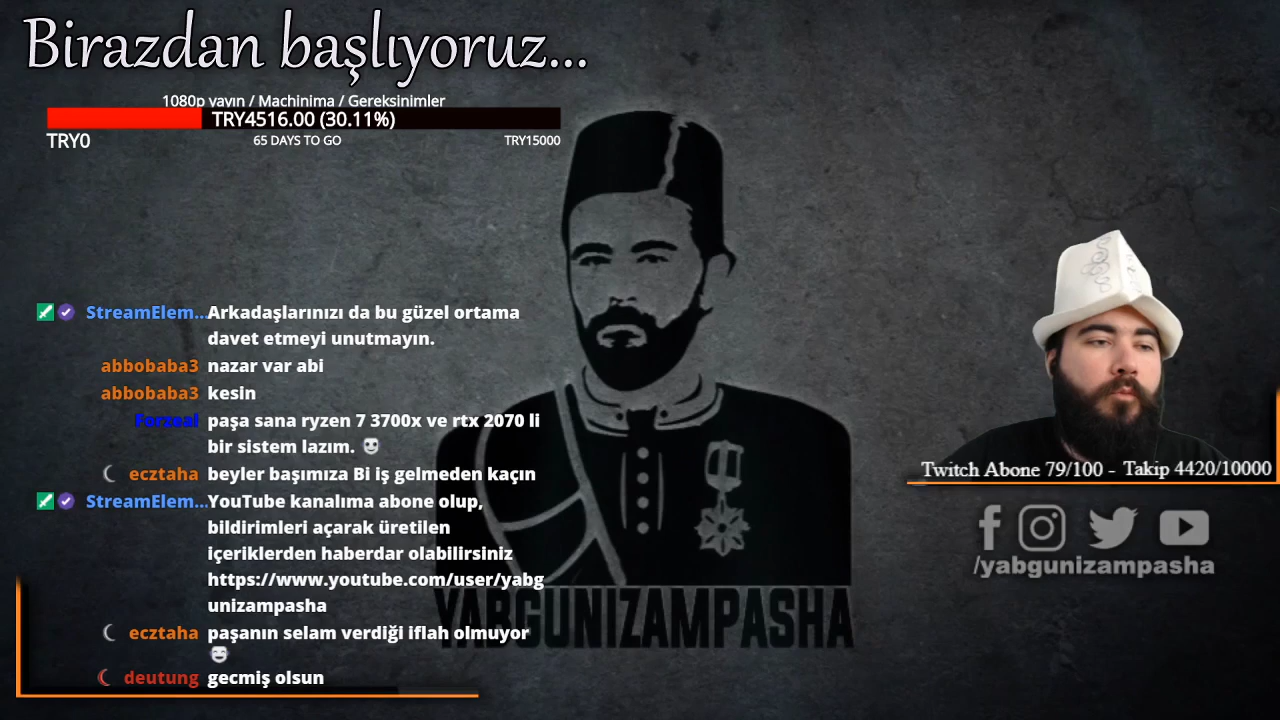 Birazdan başlıyoruz...
1080p yayın / Machinima / Gereksinimler
TRY4516.00 (30.11%)
TRY0
65 DAYS TO GO
TRY15000
StreamElem... Arkadaşlarınızı da bu güzel ortama
davet etmeyi unutmayın.
abbobaba3 nazar var abi
abbobaba3 kesin
Forzeal paşa sana ryzen 7 3700x ve rtx 2070 li
bir sistem lazım.
ecztaha beyler başımıza Bi iş gelmeden kaçın
StreamElem... YouTube kanalıma abone olup,
bildirimleri açarak üretilen
içeriklerden haberdar olabilirsiniz
https://www.youtube.com/user/yabg
unizampasha
ecztaha paşanın selam verdiği iflah olmuyor
deutung gecmiş olsun
YABGUNIZAMPASHA
Twitch Abone 79/100 - Takip 4420/10000
/yabgunizampasha